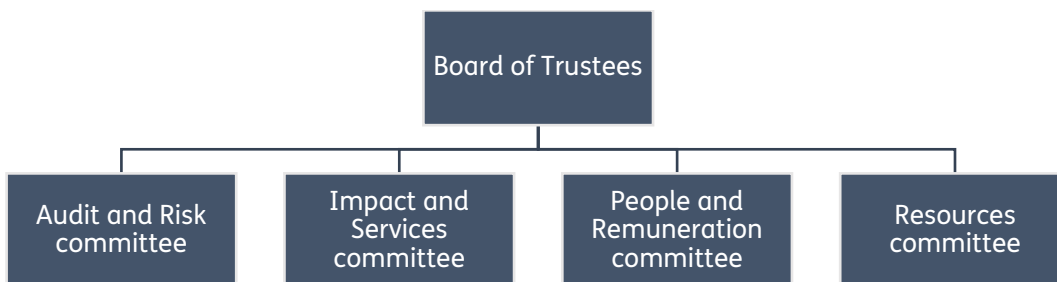 Board of Trustees
Audit and Risk
committee
Impact and
Services
committee
People and
Remuneration
committee
Resources
committee